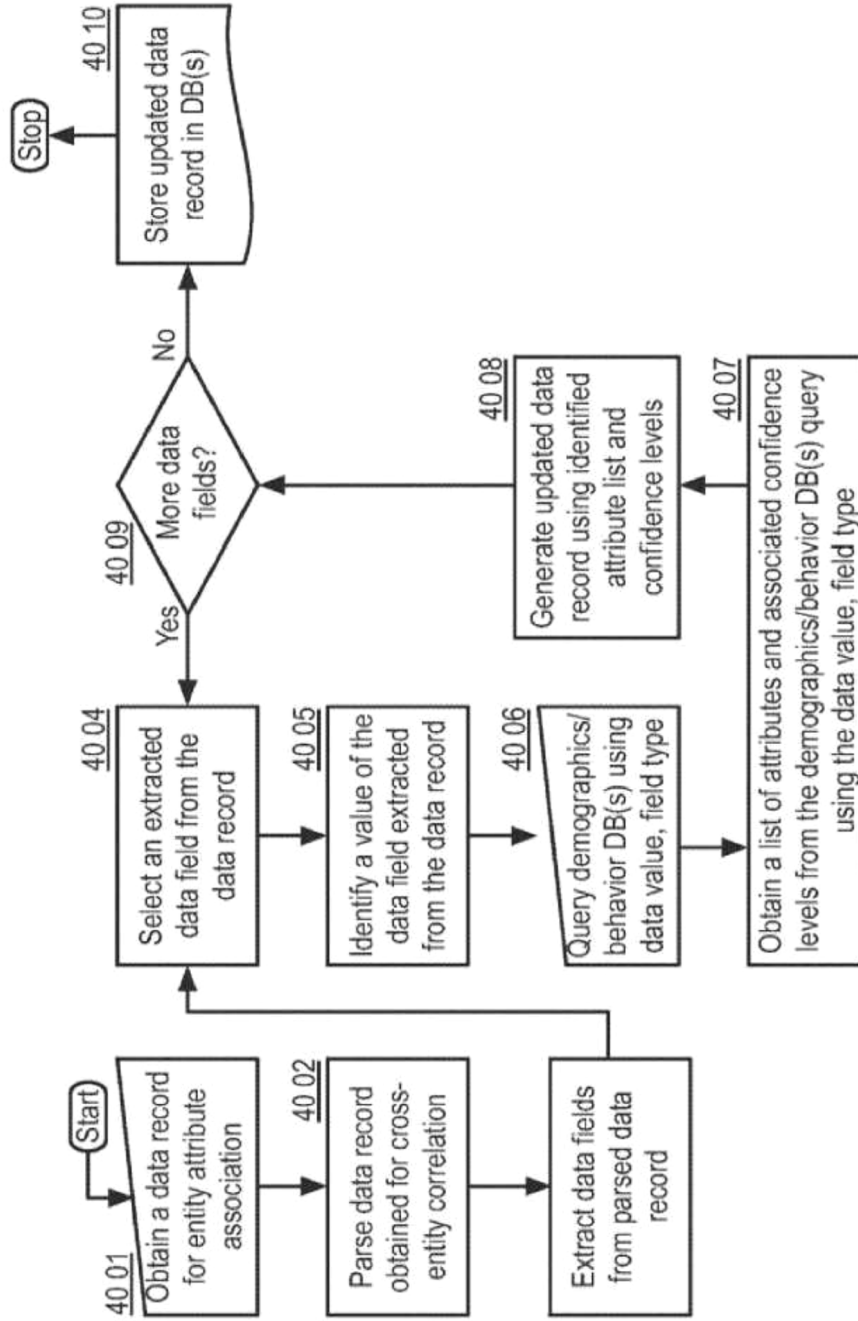 Start
40 01
Obtain a data record
for entity attribute
association
40 02
Parse data record
obtained for cross-
entity correlation
Extract data fields
from parsed data
record
40 04
Select an extracted
data field from the
data record
40 05
Identify a value of the
data field extracted
from the data record
40 06
Query demographics/
behavior DB(s) using
data value, field type
40 07
Obtain a list of attributes and associated confidence
levels from the demographics/behavior DB(s) query
using the data value, field type
40 08
Generate updated data
record using identified
attribute list and
confidence levels
40 09
More data
fields?
Yes
No
40 10
Store updated data
record in DB(s)
Stop